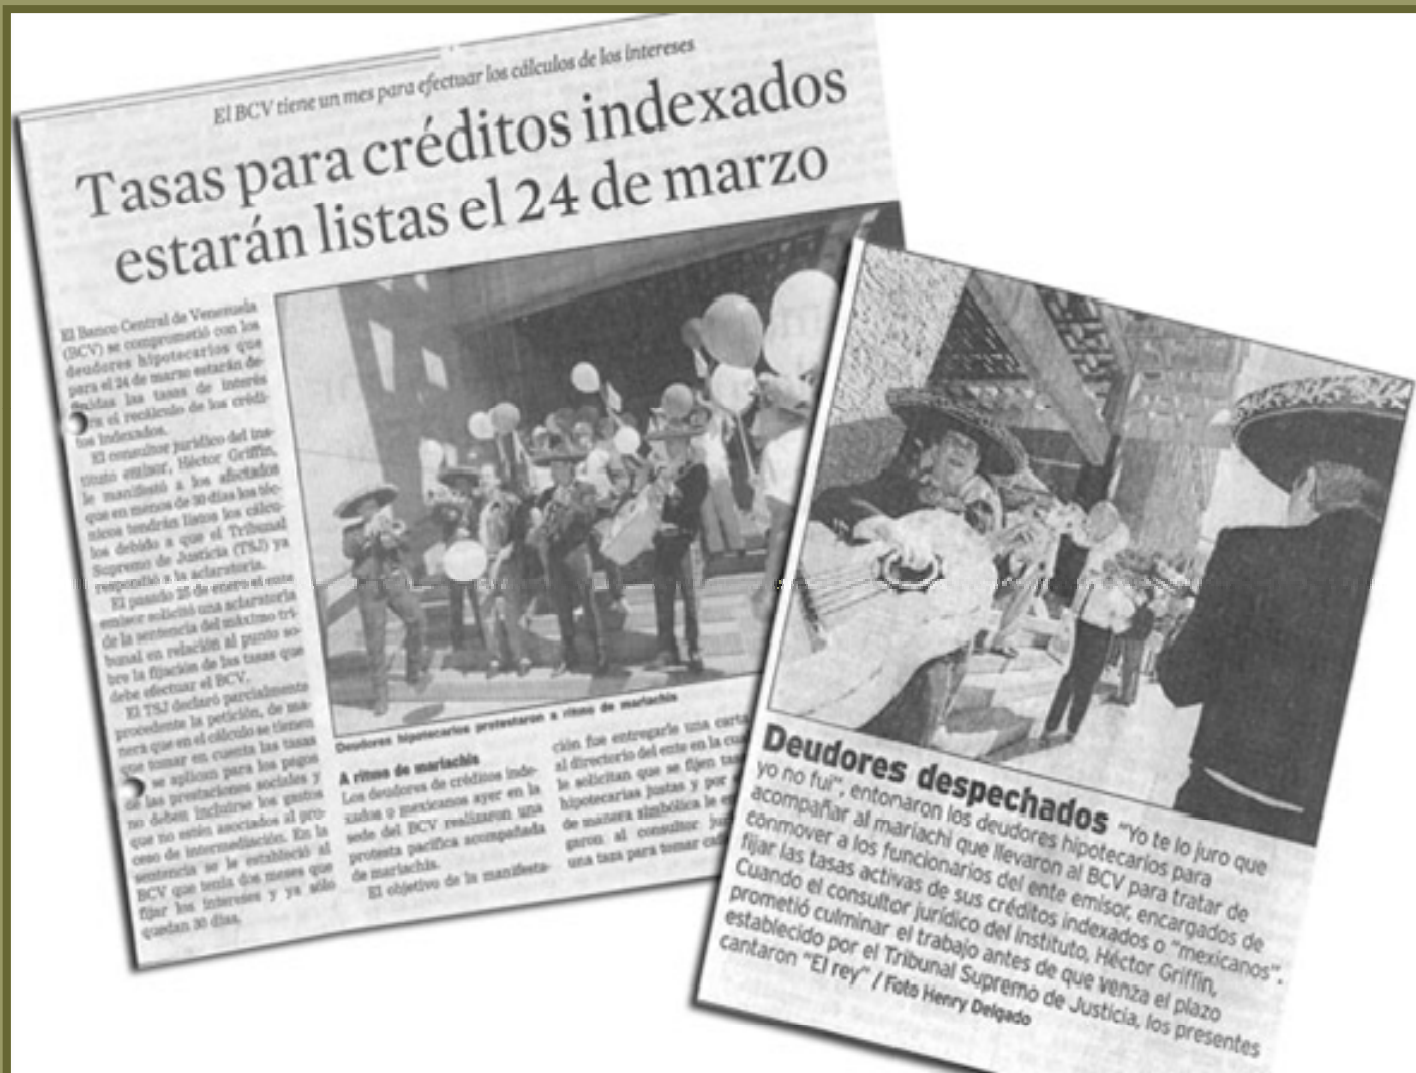 El BCV tiene un mes para efectuar los cálculos de los intereses
Tasas para créditos indexados
estarán listas el 24 de marzo
El Banco Central de Venezuela
(BCV) se comprometió con los
deudores hipotecarios que
para el 24 de marzo estarán de-
finidas las tasas de interés
el recálculo de los crédi-
tos indexados.
El consultor jurídico del ins-
tituto emisor, Héctor Griffin,
le manifestó a los afectados
que en menos de 30 días los téc-
nicos tendrán listos los cálcu-
los debido a que el Tribunal
Supremo de Justicia (TSJ) ya
respondió a la aclaratoria.
El pasado 25 de enero el ente
emisor solicitó una aclaratoria
de la sentencia del máximo tri-
bunal en relación al punto so-
bre la fijación de las tasas que
debe efectuar el BCV.
El TSJ declaró parcialmente
procedente la petición, de ma-
nera que en el cálculo se tienen
que tomar en cuenta las tasas
se aplican para los pagos
de las prestaciones sociales y
no deben incluirse los gastos
que no estén asociados al pro-
ceso de intermediación. En la
sentencia se le estableció al
BCV que tenía dos meses que
fijar los intereses y ya sólo
quedan 30 días.
Deudores hipotecarios protestaron a ritmo de mariachis
A ritmo de mariachis
Los deudores de créditos inde-
xados o mexicanos ayer en la
sede del BCV realizaron una
protesta pacífica acompañada
de mariachis.
El objetivo de la manifesta-
ción fue entregarle una carta
al directorio del ente en la cu
le solicitan que se fijen tas
hipotecarias justas y por
de manera simbólica le e
garon al consultor jur
una taza para tomar caf
Deudores despechados "Yo te lo juro que
yo no fui", entonaron los deudores hipotecarios para
acompañar al mariachi que llevaron al BCV para tratar de
conmover a los funcionarios del ente emisor, encargados de
fijar las tasas activas de sus créditos indexados o "mexicanos".
Cuando el consultor jurídico del instituto, Héctor Griffin,
prometió culminar el trabajo antes de que venza el plazo
establecido por el Tribunal Supremo de Justicia, los presentes
cantaron "El rey" / Foto Henry Delgado